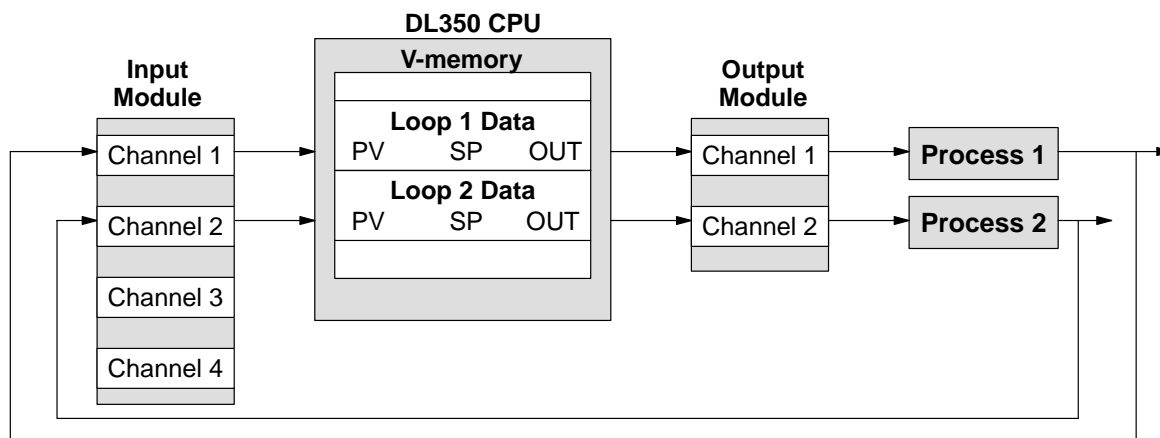 DL350 CPU
V-memory
Input
Module
Output
Module
Loop 1 Data
Channel 1
PV SP OUT
Channel 1
Process 1
Loop 2 Data
Channel 2
PV SP OUT
Channel 2
Process 2
Channel 3
Channel 4